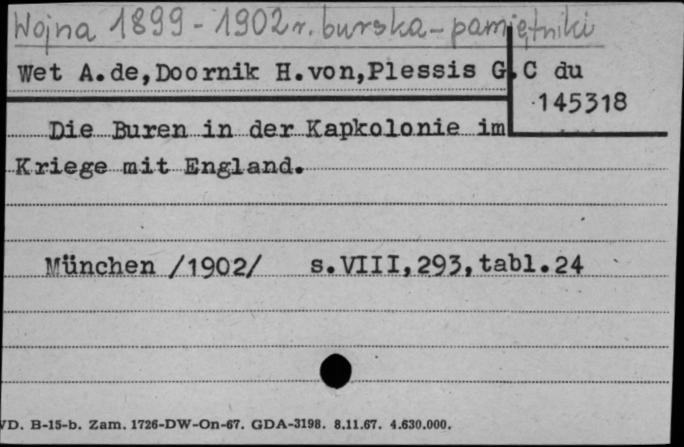 Wojna 1899-1902 r. burska - pamiętniki
Wet A.de, Doornik H.von, Plessis G.C du
145318
Die Buren in der Kapkolonie im
Kriege mit England.
München /1902/ s.VIII,293,tabl.24
VD. B-15-b. Zam. 1726-DW-On-67. GDA-3198. 8.11.67. 4.630.000.